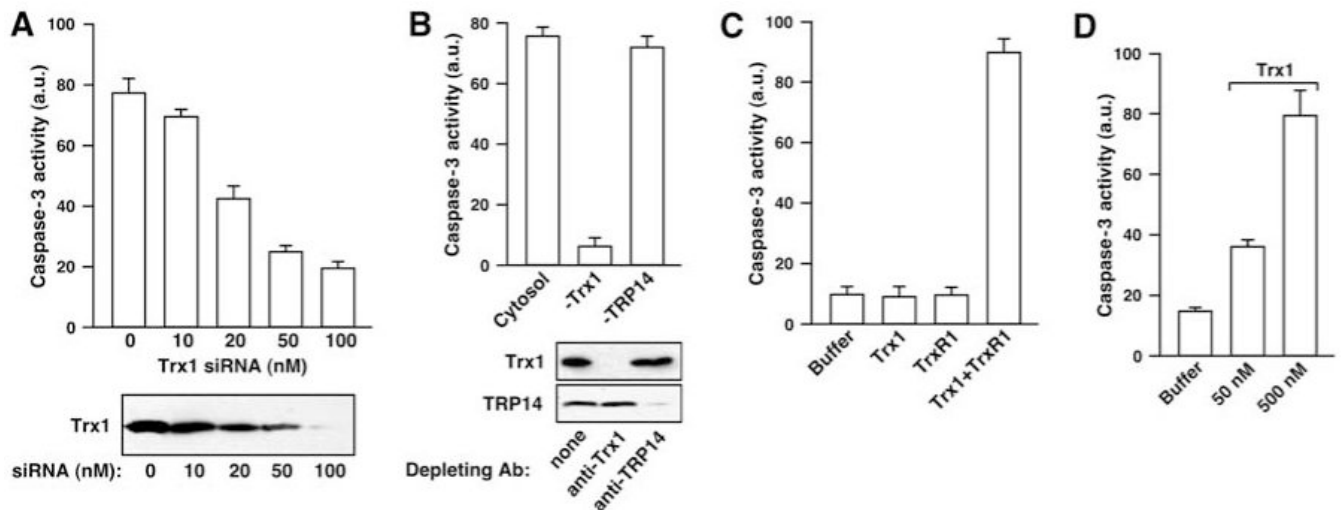 A
Caspase-3 activity (a.u.)
100
80
60
40
20
0
0 10 20 50 100
Trx1 siRNA (nM)
Trx1
siRNA (nM): 0 10 20 50 100
B
Caspase-3 activity (a.u.)
80
60
40
20
0
Cytosol
-Trx1
-TRP14
Trx1
TRP14
Depleting Ab:
none
anti-Trx1
anti-TRP14
C
Caspase-3 activity (a.u.)
100
80
60
40
20
0
Buffer
Trx1
TrxR1
Trx1+TrxR1
D
Caspase-3 activity (a.u.)
100
80
60
40
20
0
Trx1
Buffer
50 nM
500 nM